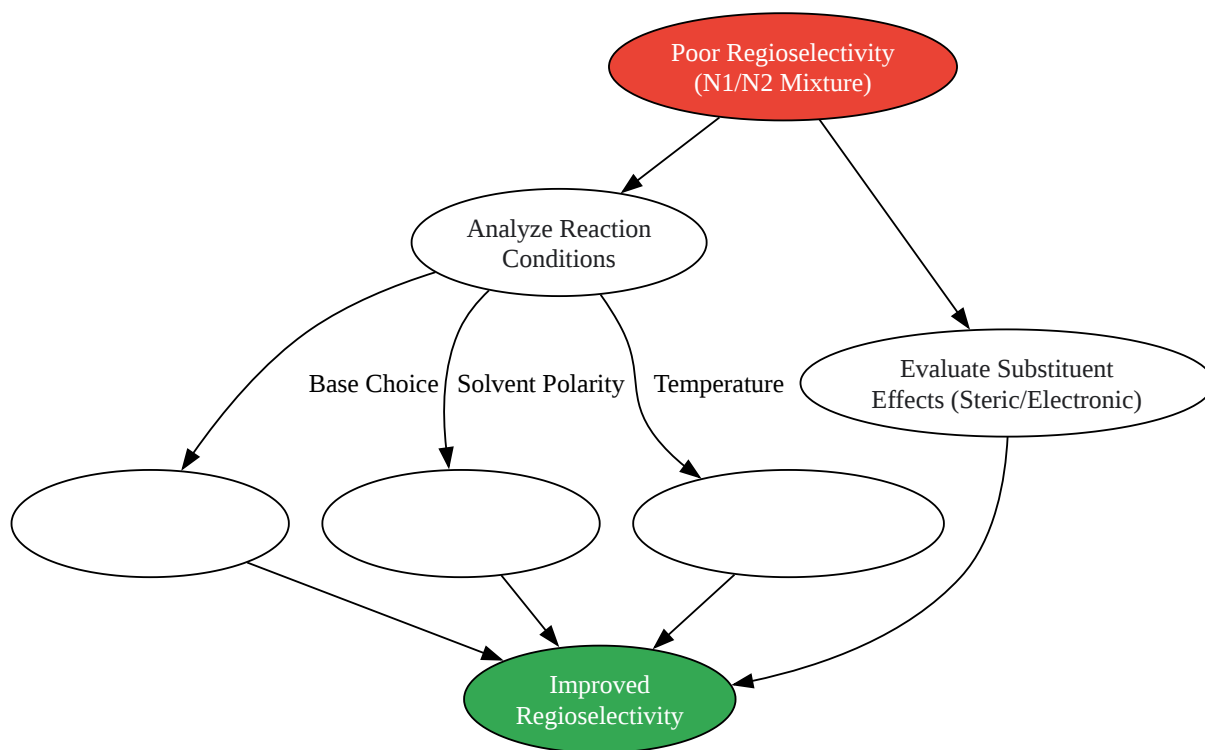 Poor Regioselectivity
(N1/N2 Mixture)
Analyze Reaction
Conditions
Evaluate Substituent
Effects (Steric/Electronic)
Base Choice
Solvent Polarity
Temperature
Improved
Regioselectivity